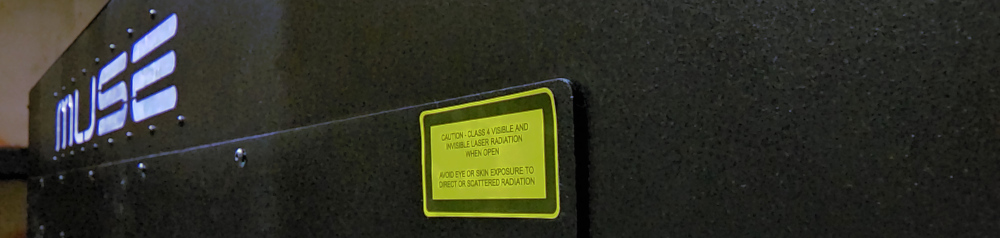 MUSE
CAUTION - CLASS 4 VISIBLE AND
INVISIBLE LASER RADIATION
WHEN OPEN
AVOID EYE OR SKIN EXPOSURE TO
DIRECT OR SCATTERED RADIATION